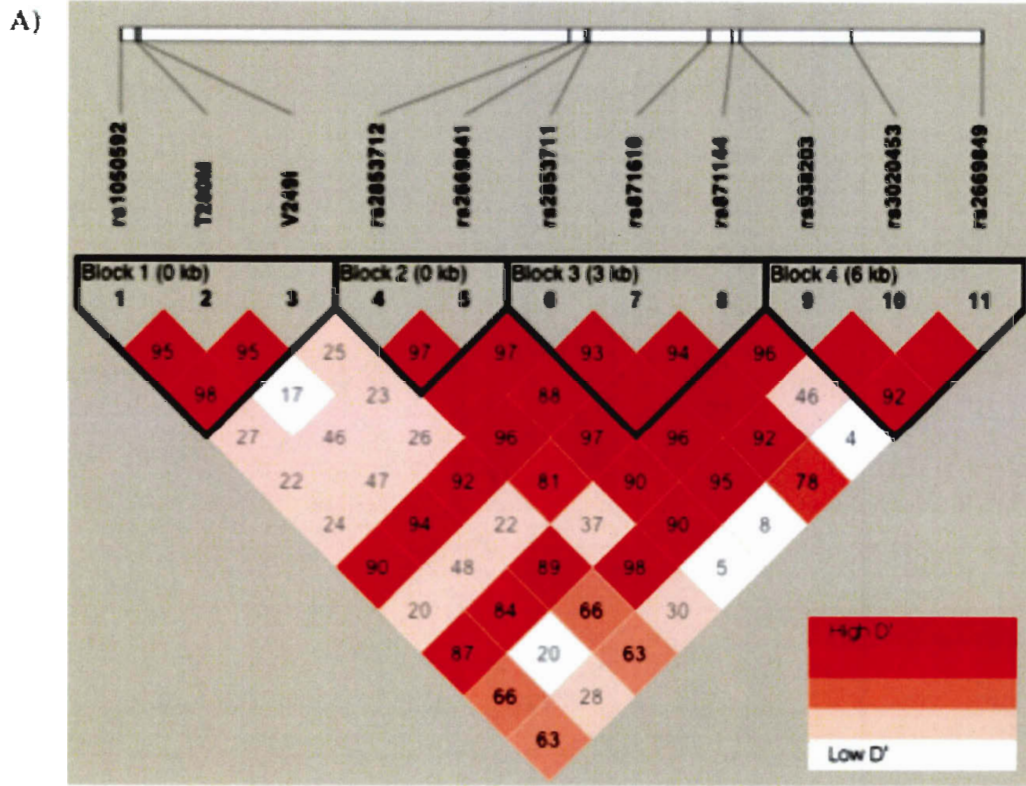 A)
rs1050592
T280M
V249I
rs2853712
rs2669841
rs2853711
rs871610
rs871144
rs3020453
rs2669849
Block 1 (0 kb) Block 2 (0 kb) Block 3 (3 kb) Block 4 (6 kb)
1 2 3 4 5 6 7 8 9 10 11
95 95 25 97 97 93 94 96
98 17 23 88 46 92
27 46 26 96 97 96 92 4
22 47 92 81 90 95 78
24 94 22 37 90 8
90 48 89 98 5
20 84 66 30
87 20 63
66 28
63
High D'
Low D'